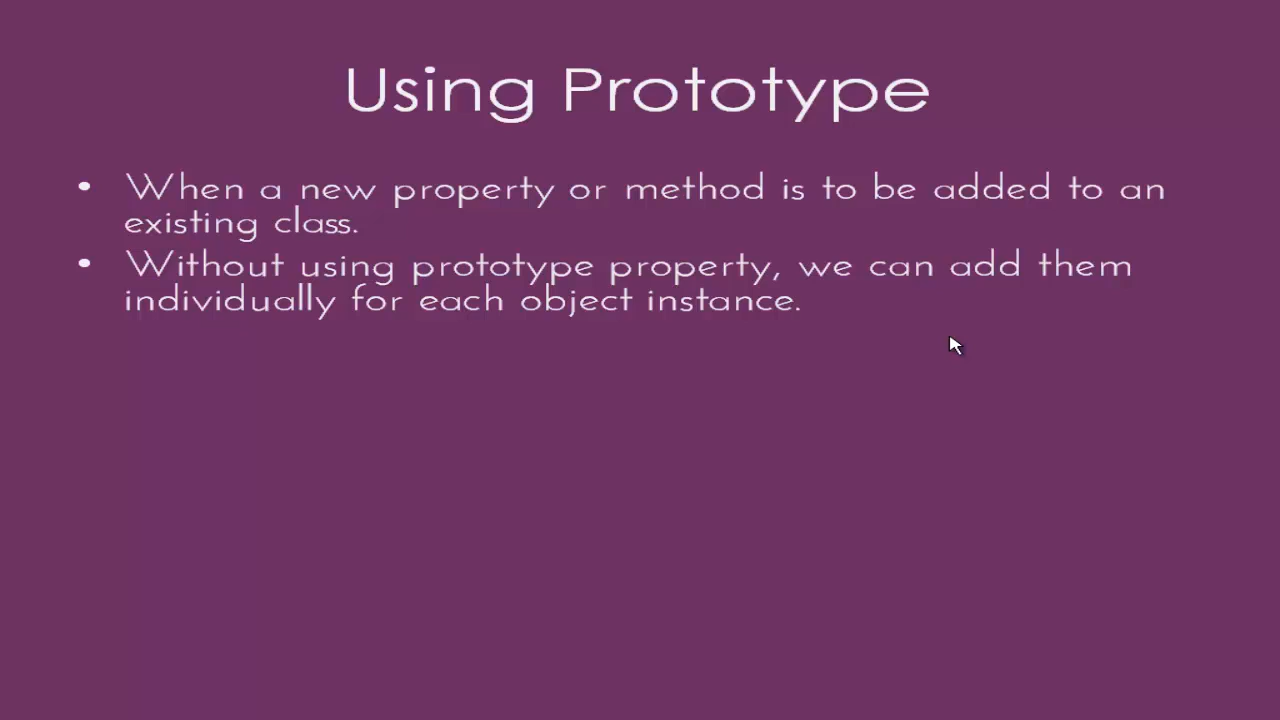 Using Prototype
• When a new property or method is to be added to an
existing class.
• Without using prototype property, we can add them
individually for each object instance.